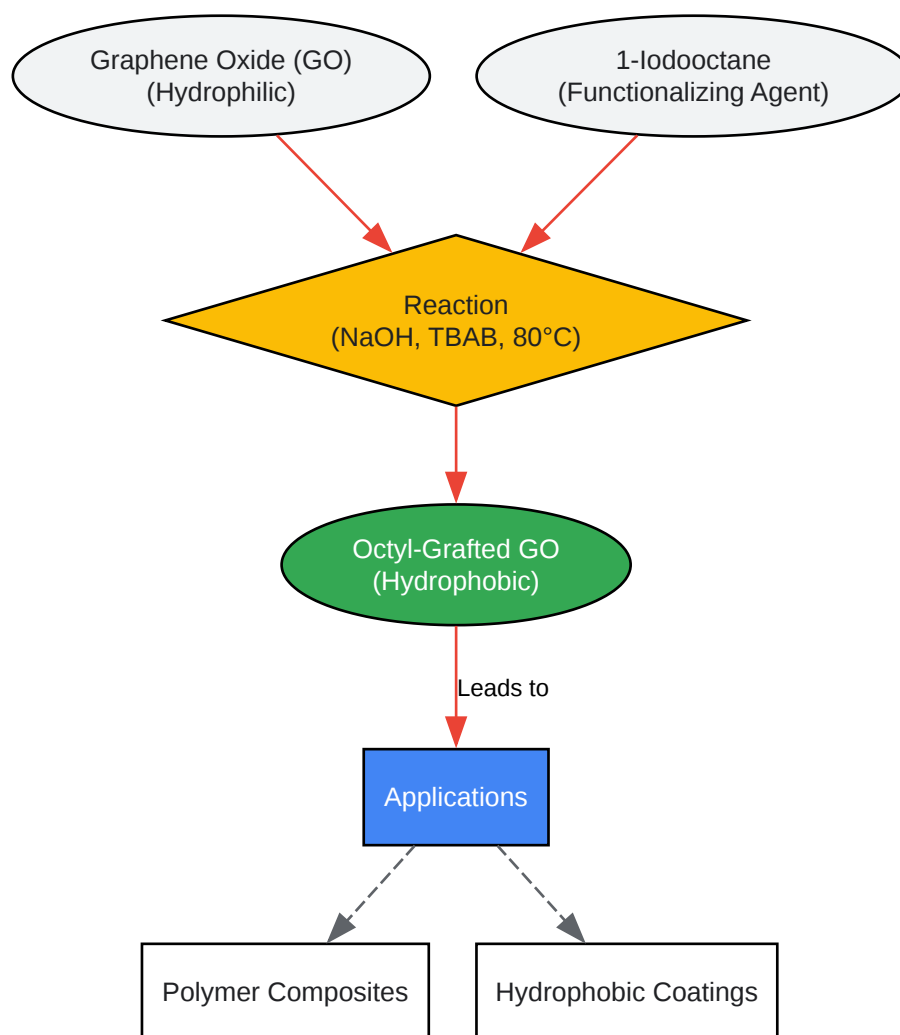 Graphene Oxide (GO)
(Hydrophilic)
1-Iodooctane
(Functionalizing Agent)
Reaction
(NaOH, TBAB, 80°C)
Octyl-Grafted GO
(Hydrophobic)
Leads to
Applications
Polymer Composites
Hydrophobic Coatings